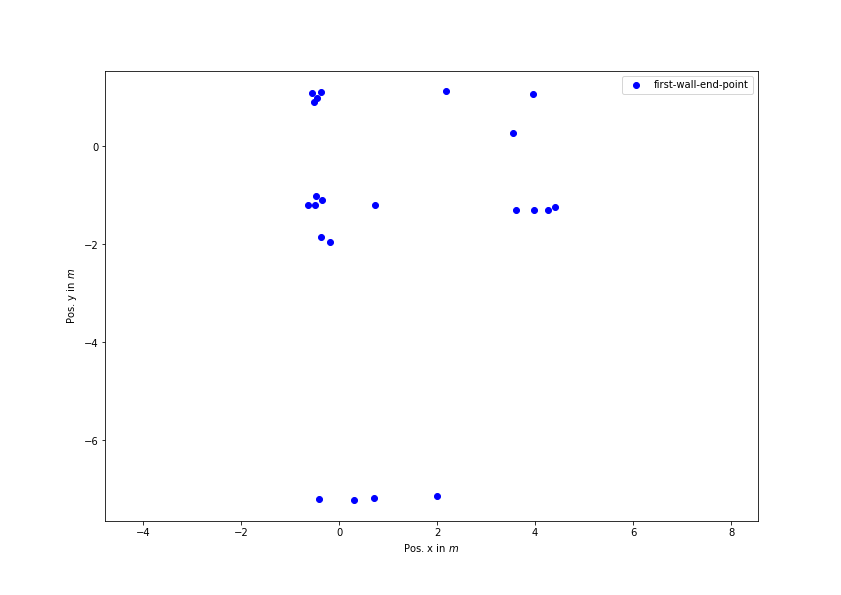 first-wall-end-point
0
−2
−4
−6
Pos. y in m
−4 −2 0 2 4 6 8
Pos. x in m